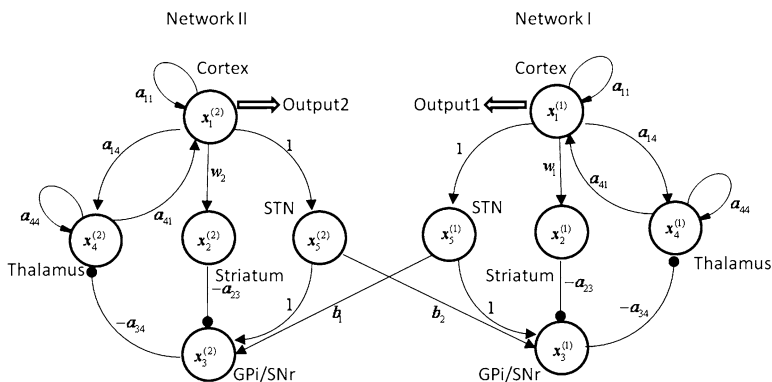 Network II Network I
Cortex Cortex
a11 a11
x1(2) Output2 Output1 x1(1)
a14 1 1 a14
w2 w1
a41 a41
a44 STN STN a44
x4(2) x2(2) x5(2) x5(1) x2(1) x4(1)
Thalamus Striatum Striatum Thalamus
−a23 −a23
−a34 1 b1 b2 1 −a34
x3(2) x3(1)
GPi/SNr GPi/SNr